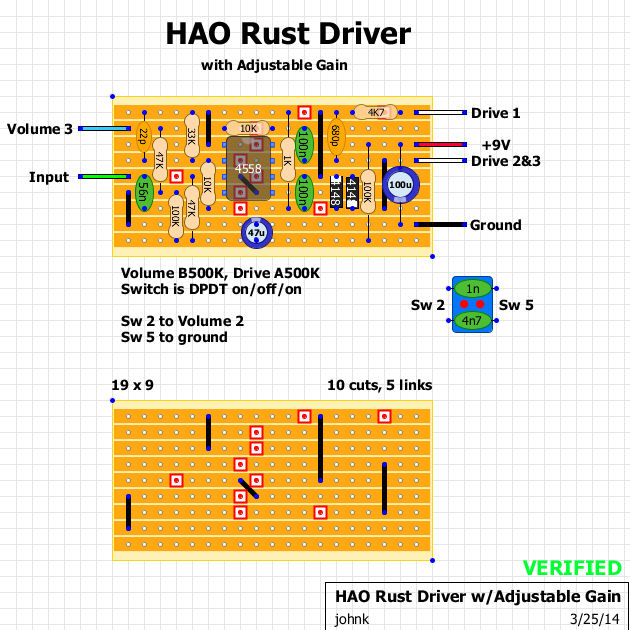 HAO Rust Driver
with Adjustable Gain
4K7
Drive 1
Volume 3
22p
33K
10K
100n
680p
+9V
47K
1K
Drive 2&3
4558
Input
56n
10K
100n
4148
4148
100K
100u
100K
47K
Ground
47u
Volume B500K, Drive A500K
Switch is DPDT on/off/on
1n
Sw 2
Sw 5
Sw 2 to Volume 2
4n7
Sw 5 to ground
19 x 9
10 cuts, 5 links
VERIFIED
HAO Rust Driver w/Adjustable Gain
johnk
3/25/14